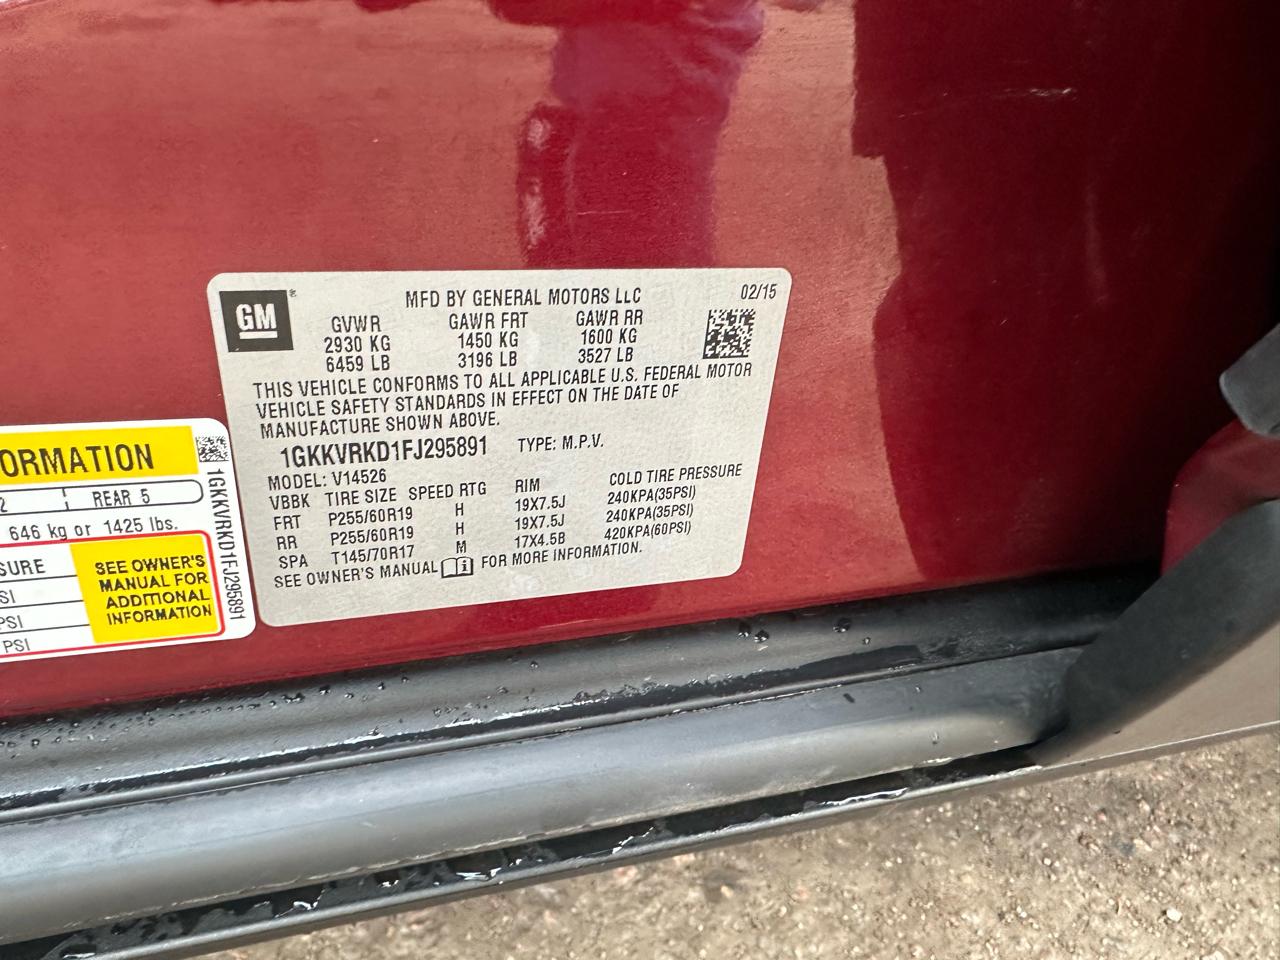 GM
MFD BY GENERAL MOTORS LLC 02/15
GVWR GAWR FRT GAWR RR
2930 KG 1450 KG 1600 KG
6459 LB 3196 LB 3527 LB
THIS VEHICLE CONFORMS TO ALL APPLICABLE U.S. FEDERAL MOTOR
VEHICLE SAFETY STANDARDS IN EFFECT ON THE DATE OF
MANUFACTURE SHOWN ABOVE.
1GKKVRKD1FJ295891 TYPE: M.P.V.
MODEL: V14526
VBBK TIRE SIZE SPEED RTG RIM COLD TIRE PRESSURE
FRT P255/60R19 H 19X7.5J 240KPA(35PSI)
RR P255/60R19 H 19X7.5J 240KPA(35PSI)
SPA T145/70R17 M 17X4.5B 420KPA(60PSI)
SEE OWNER'S MANUAL FOR MORE INFORMATION.
ORMATION
2 REAR 5
646 kg or 1425 lbs.
SURE
SI
PSI
PSI
SEE OWNER'S
MANUAL FOR
ADDITIONAL
INFORMATION
1GKKVRKD1FJ295891